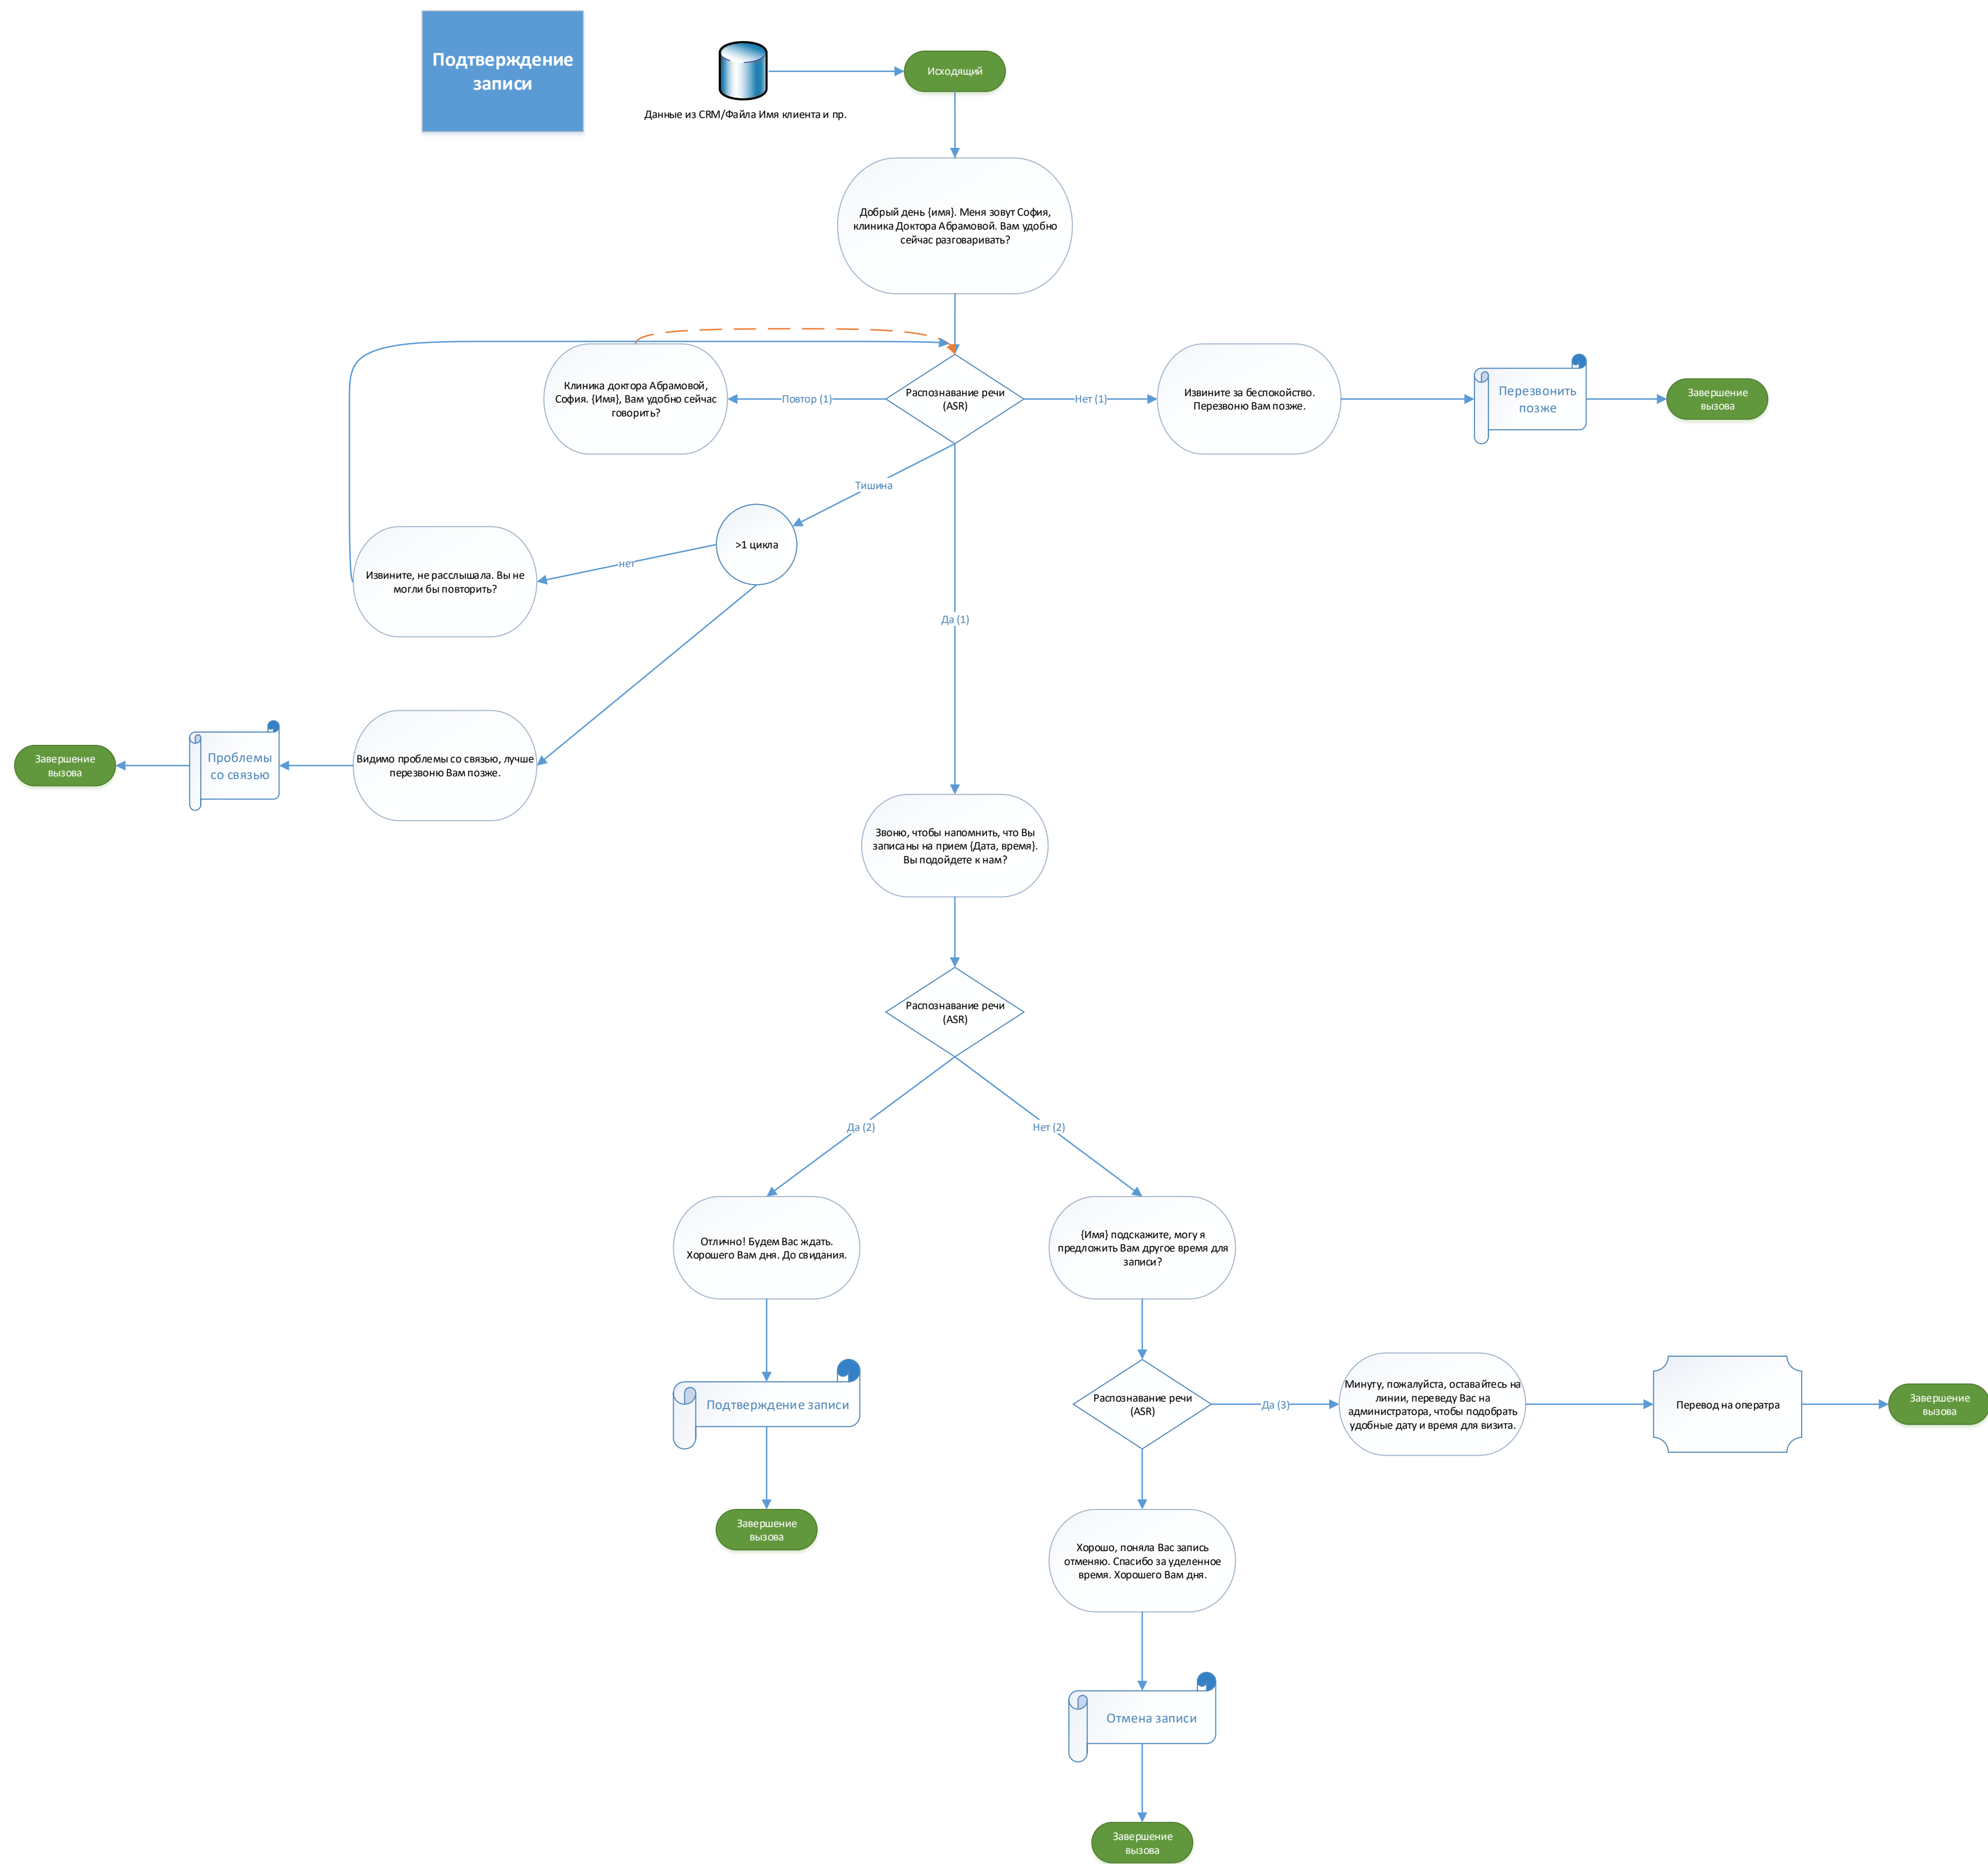 Подтверждение
записи
Исходящий
Данные из CRM/Файла Имя клиента и пр.
Добрый день {имя}. Меня зовут София,
клиника Доктора Абрамовой. Вам удобно
сейчас разговаривать?
Клиника доктора Абрамовой,
София. {Имя}, Вам удобно сейчас
говорить?
Повтор (1)
Распознавание речи
(ASR)
Нет (1)
Извините за беспокойство.
Перезвоню Вам позже.
Перезвонить
позже
Завершение
вызова
Тишина
>1 цикла
нет
Извините, не расслышала. Вы не
могли бы повторить?
Да (1)
Завершение
вызова
Проблемы
со связью
Видимо проблемы со связью, лучше
перезвоню Вам позже.
Звоню, чтобы напомнить, что Вы
записаны на прием {Дата, время}.
Вы подойдете к нам?
Распознавание речи
(ASR)
Да (2)
Нет (2)
Отлично! Будем Вас ждать.
Хорошего Вам дня. До свидания.
{Имя} подскажите, могу я
предложить Вам другое время для
записи?
Подтверждение записи
Распознавание речи
(ASR)
Да (3)
Минуту, пожалуйста, оставайтесь на
линии, переведу Вас на
администратора, чтобы подобрать
удобные дату и время для визита.
Перевод на оператра
Завершение
вызова
Завершение
вызова
Хорошо, поняла Вас запись
отменяю. Спасибо за уделенное
время. Хорошего Вам дня.
Отмена записи
Завершение
вызова